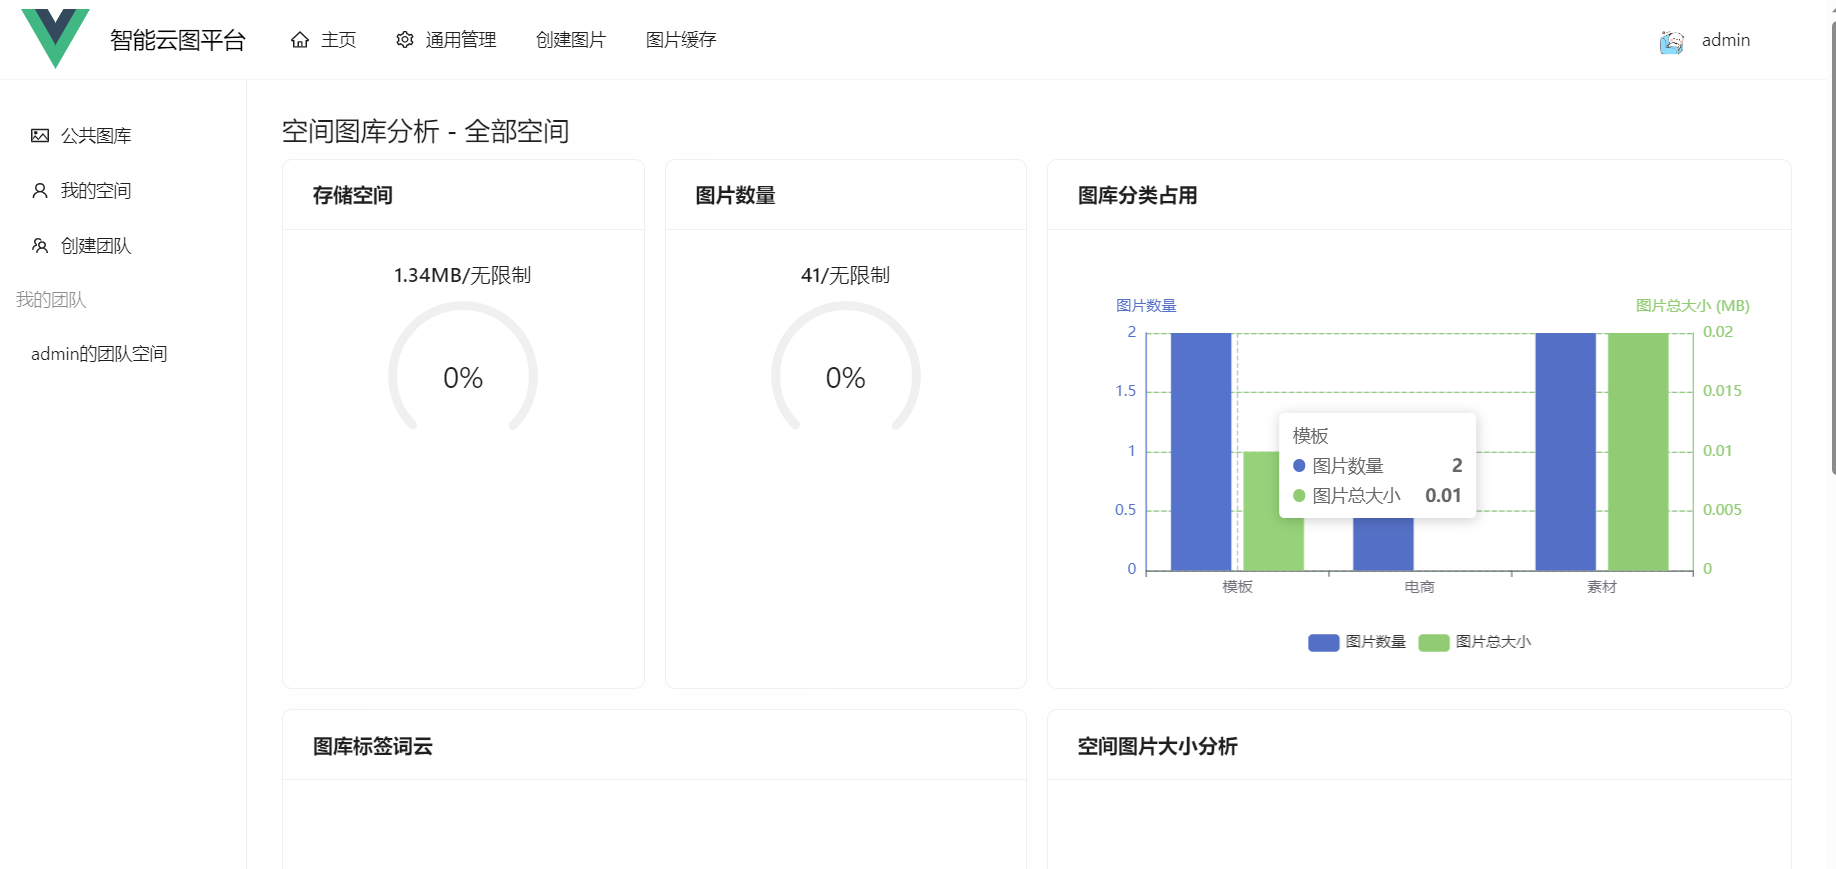 智能云图平台
主页
通用管理
创建图片
图片缓存
admin
公共图库
我的空间
创建团队
我的团队
admin的团队空间
空间图库分析 - 全部空间
存储空间
1.34MB/无限制
0%
图片数量
41/无限制
0%
图库分类占用
图片数量
图片总大小 (MB)
2
1.5
1
0.5
0
0.02
0.015
0.01
0.005
0
模板
图片数量 2
图片总大小 0.01
模板
电商
素材
图片数量
图片总大小
图库标签词云
空间图片大小分析